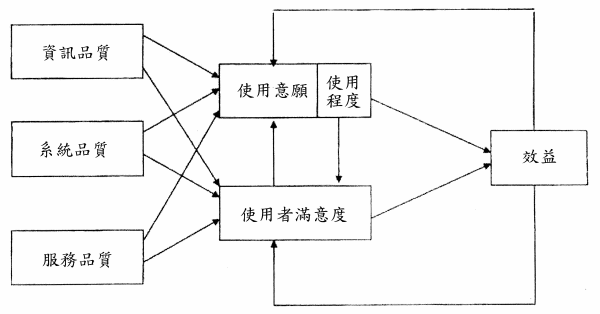 資訊品質
系統品質
服務品質
使用意願
使用
程度
使用者滿意度
效益